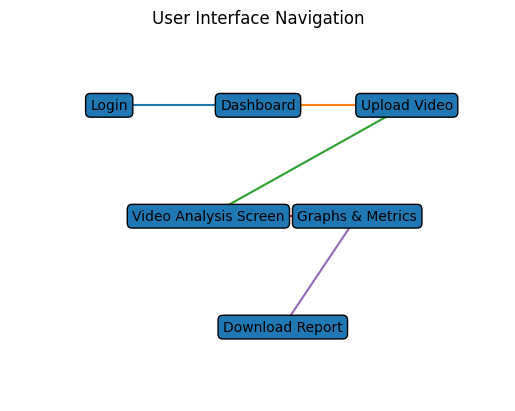 User Interface Navigation
Login
Dashboard
Upload Video
Video Analysis Screen
Graphs & Metrics
Download Report